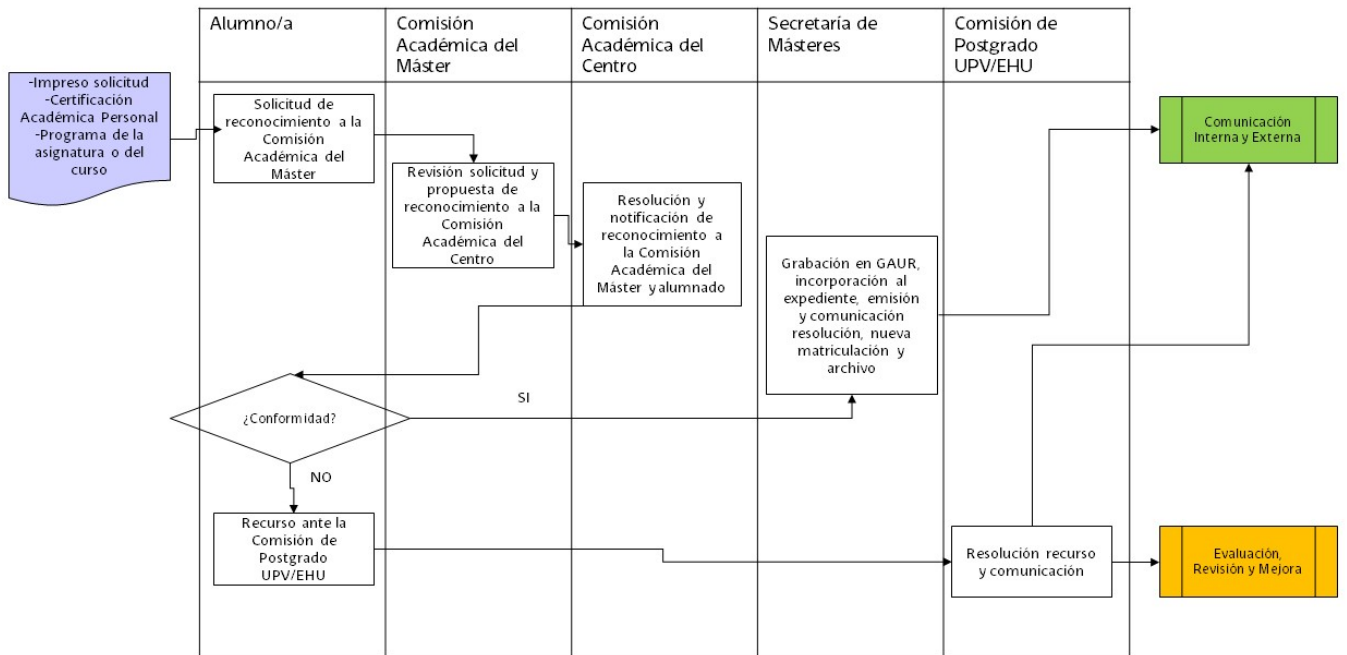 Alumno/a
Comisión
Académica del
Máster
Comisión
Académica del
Centro
Secretaría de
Másteres
Comisión de
Postgrado
UPV/EHU
-Impreso solicitud
-Certificación
Académica Personal
-Programa de la
asignatura o del
curso
Solicitud de
reconocimiento a la
Comisión
Académica del
Máster
Revisión solicitud y
propuesta de
reconocimiento a la
Comisión
Académica del
Centro
Resolución y
notificación de
reconocimiento a
la Comisión
Académica del
Máster y alumnado
Grabación en GAUR,
incorporación al
expediente, emisión
y comunicación
resolución, nueva
matriculación y
archivo
Comunicación
Interna y Externa
¿Conformidad?
SI
NO
Recurso ante la
Comisión de
Postgrado
UPV/EHU
Resolución recurso
y comunicación
Evaluación,
Revisión y Mejora